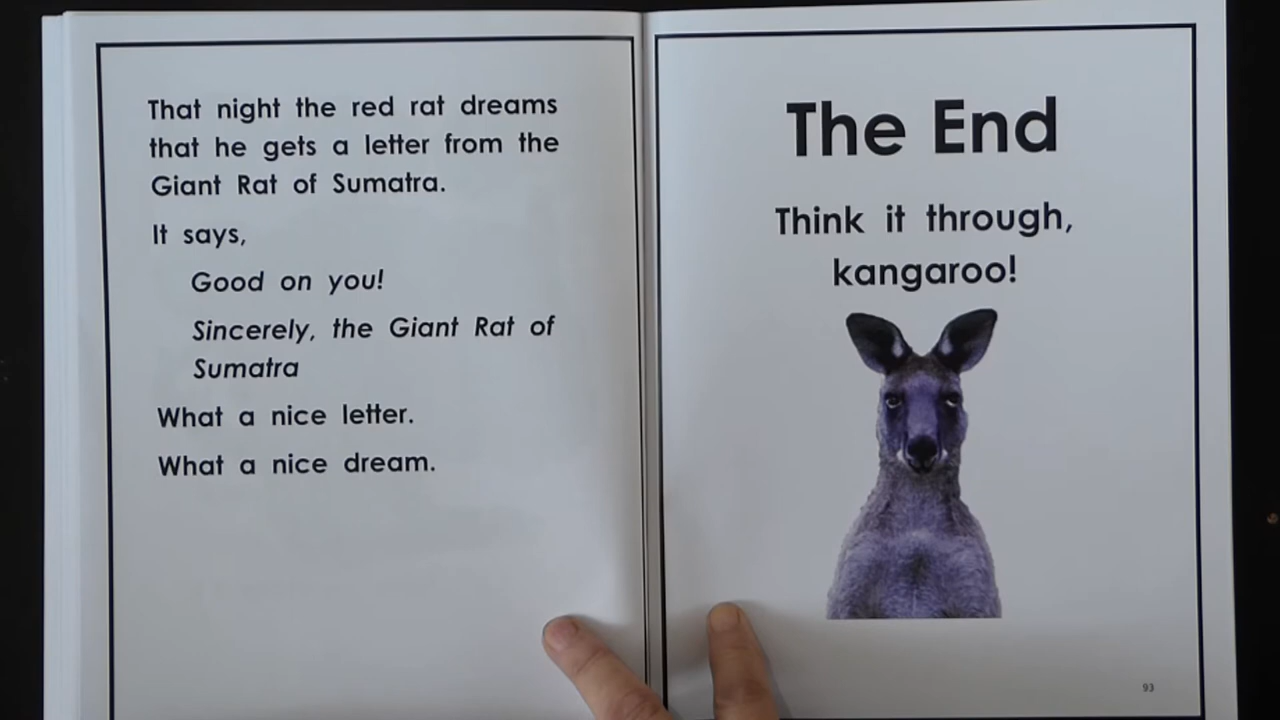 That night the red rat dreams
that he gets a letter from the
Giant Rat of Sumatra.
It says,
Good on you!
Sincerely, the Giant Rat of
Sumatra
What a nice letter.
What a nice dream.
The End
Think it through,
kangaroo!
93